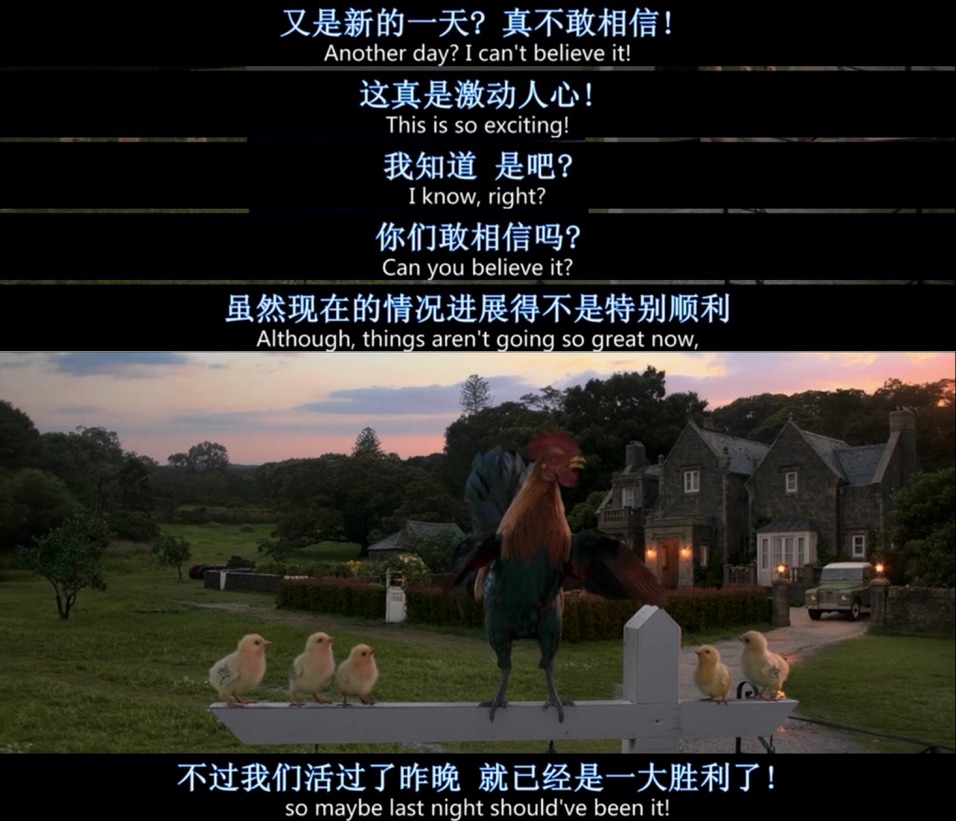 又是新的一天? 真不敢相信!
Another day? I can't believe it!
这真是激动人心!
This is so exciting!
我知道 是吧?
I know, right?
你们敢相信吗?
Can you believe it?
虽然现在的情况进展得不是特别顺利
Although, things aren't going so great now,
不过我们活过了昨晚 就已经是一大胜利了!
so maybe last night should've been it!